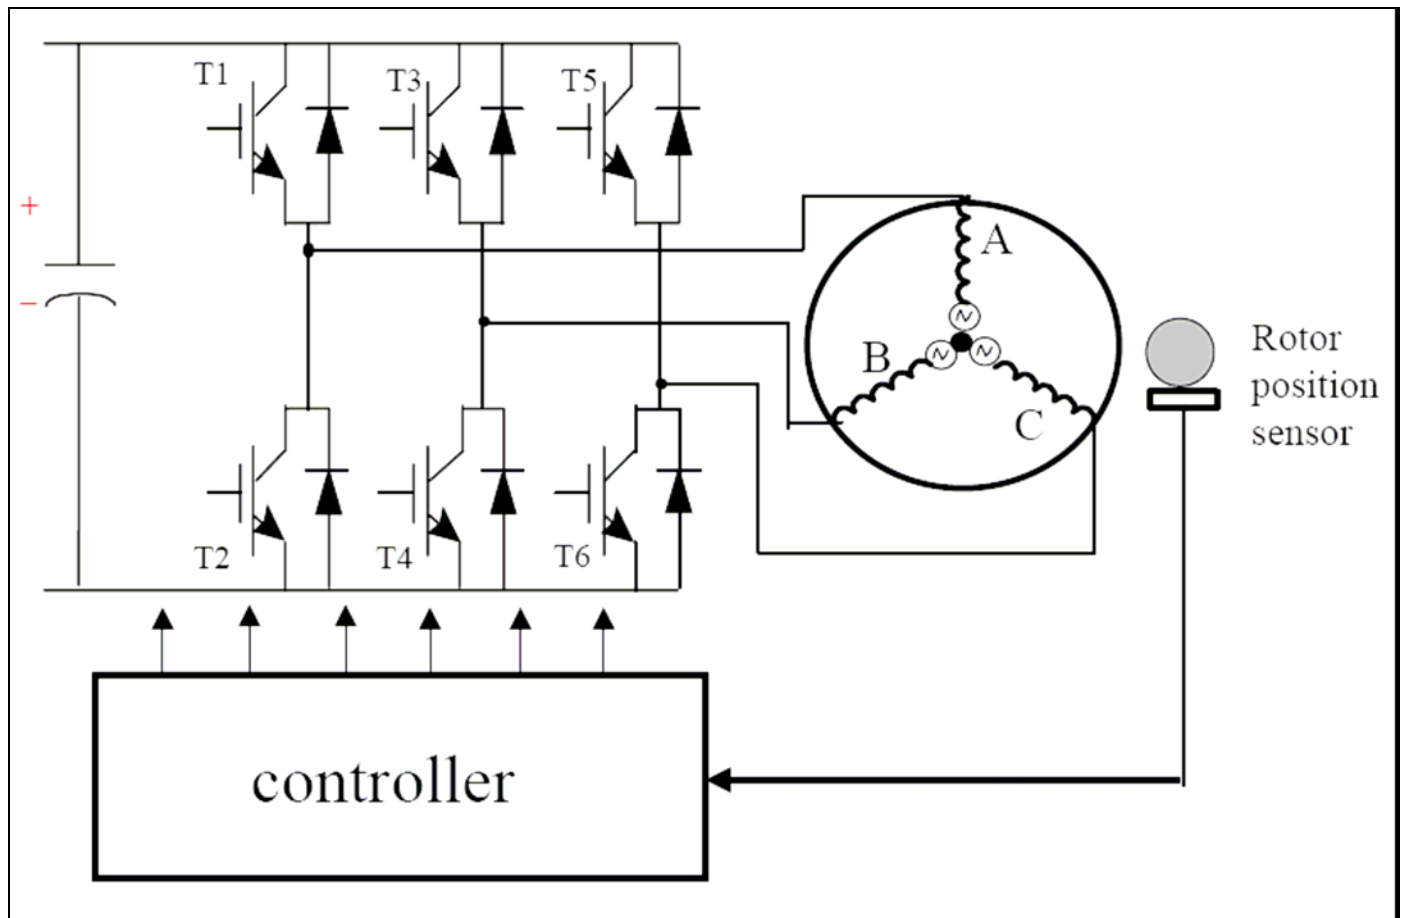 T1
T3
T5
+
−
A
B
C
Rotor
position
sensor
T2
T4
T6
controller